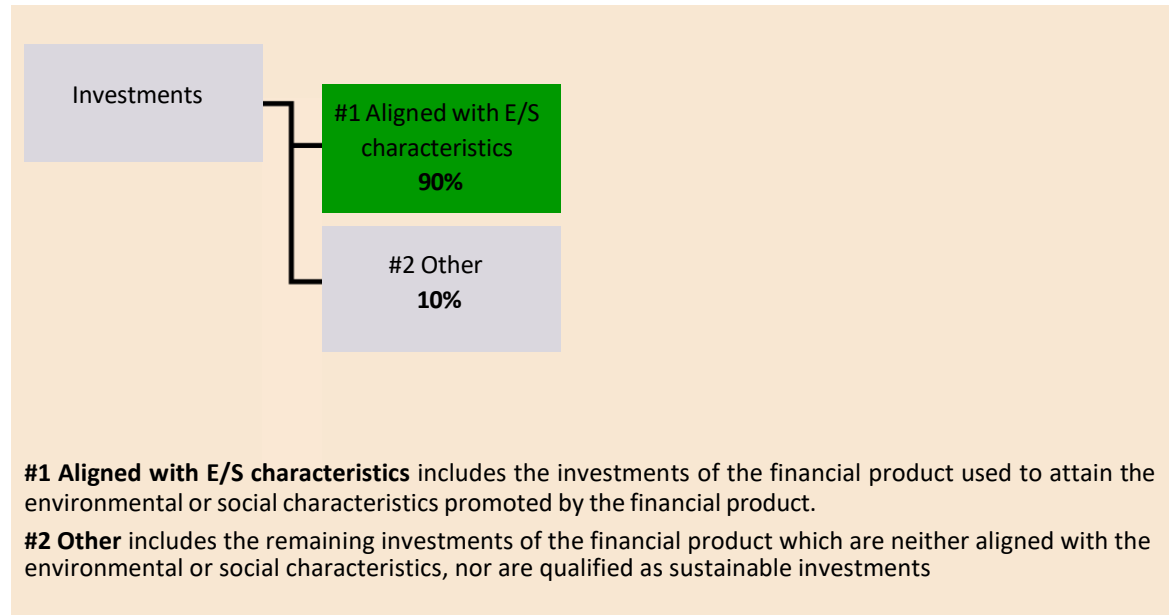 Investments
#1 Aligned with E/S
characteristics
90%
#2 Other
10%
#1 Aligned with E/S characteristics includes the investments of the financial product used to attain the
environmental or social characteristics promoted by the financial product.
#2 Other includes the remaining investments of the financial product which are neither aligned with the
environmental or social characteristics, nor are qualified as sustainable investments